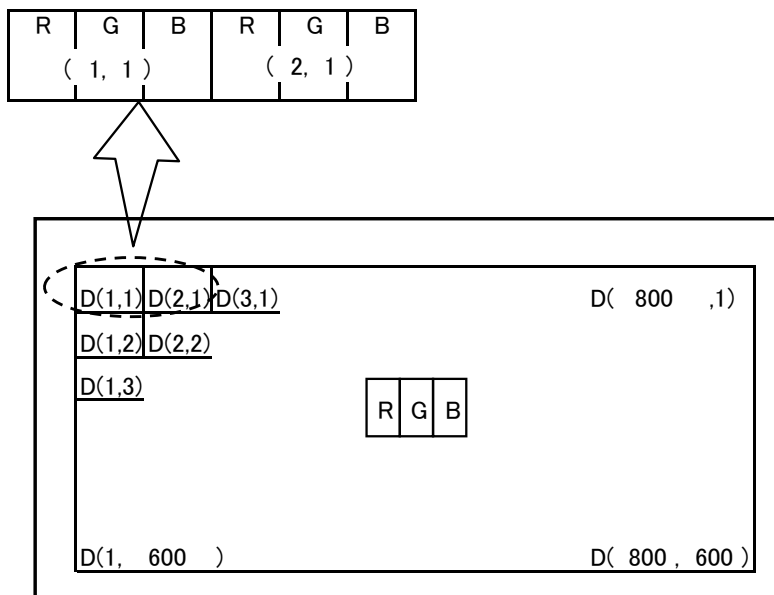 R G B R G B
( 1, 1 ) ( 2, 1 )
D(1,1) D(2,1) D(3,1) D( 800 ,1)
D(1,2) D(2,2)
D(1,3)
R G B
D(1, 600 ) D( 800 , 600 )